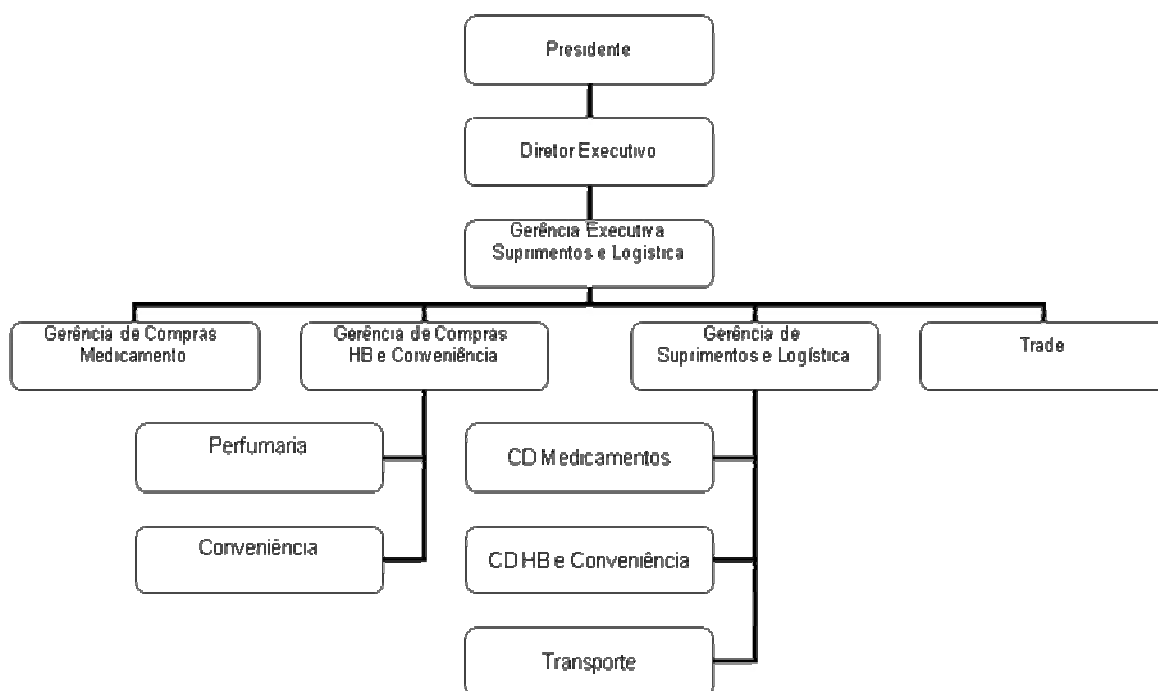 Presidente
Diretor Executivo
Gerência Executiva
Suprimentos e Logística
Gerência de Compras
Medicamento
Gerência de Compras
HB e Conveniência
Gerência de
Suprimentos e Logística
Trade
Perfumaria
CD Medicamentos
Conveniência
CD HB e Conveniência
Transporte